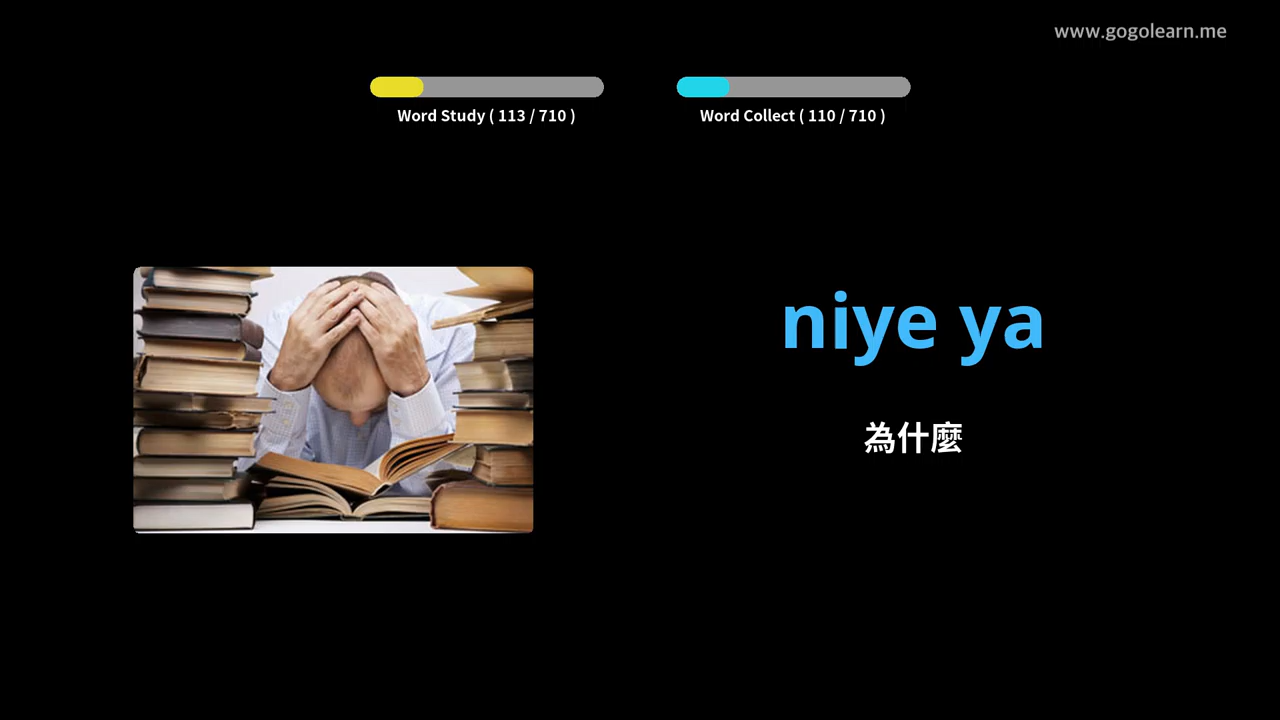 www.gogolearn.me
Word Study ( 113 / 710 )
Word Collect ( 110 / 710 )
niye ya
為什麼